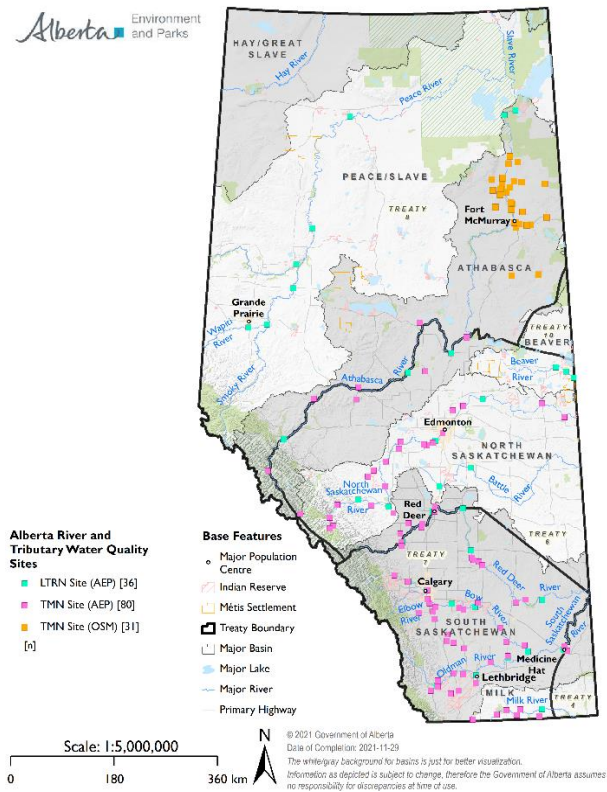 Alberta
Environment
and Parks
HAY/GREAT
SLAVE
Hay River
Slave River
Peace River
PEACE/SLAVE
TREATY
8
Fort
McMurray
ATHABASCA
Grande
Prairie
Wapiti
River
Smoky River
TREATY
10
BEAVER
Beaver
River
Athabasca
River
Edmonton
NORTH
SASKATCHEWAN
North
Saskatchewan
River
Battle
River
Red
Deer
TREATY
6
TREATY
7
Red Deer
River
Calgary
Elbow
River
Bow
River
South
Saskatchewan
River
SOUTH
SASKATCHEWAN
Medicine
Hat
Oldman River
Lethbridge
MILK
Milk River
TREATY
4
Alberta River and
Tributary Water Quality
Sites
LTRN Site (AEP) [36]
TMN Site (AEP) [80]
TMN Site (OSM) [31]
[n]
Base Features
Major Population
Centre
Indian Reserve
Métis Settlement
Treaty Boundary
Major Basin
Major Lake
Major River
Primary Highway
Scale: 1:5,000,000
0 180 360 km
N
© 2021 Government of Alberta
Date of Completion: 2021-11-29
The white/gray background for basins is just for better visualization.
Information as depicted is subject to change, therefore the Government of Alberta assumes
no responsibility for discrepancies at time of use.